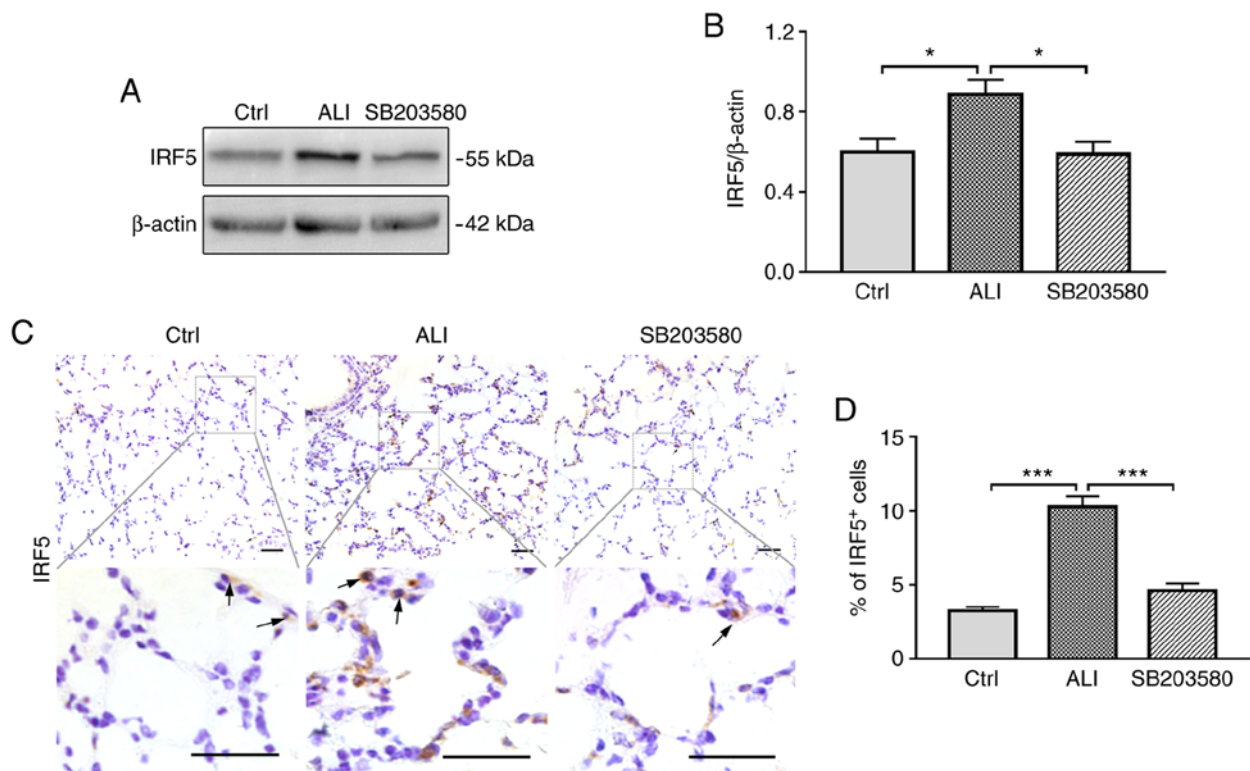 A
Ctrl ALI SB203580
IRF5 -55 kDa
β-actin -42 kDa
B
1.2
* *
0.8
0.4
0.0
IRF5/β-actin
Ctrl ALI SB203580
C
Ctrl ALI SB203580
IRF5
D
15
*** ***
10
5
0
% of IRF5⁺ cells
Ctrl ALI SB203580